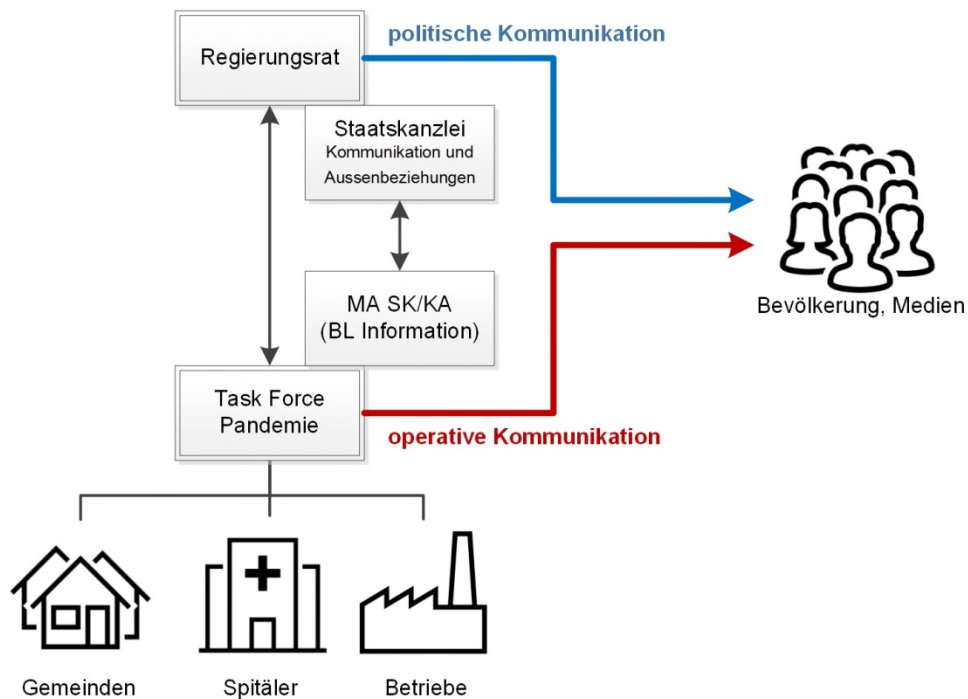 politische Kommunikation
Regierungsrat
Staatskanzlei
Kommunikation und
Aussenbeziehungen
MA SK/KA
(BL Information)
Bevölkerung, Medien
Task Force
Pandemie
operative Kommunikation
Gemeinden
Spitäler
Betriebe